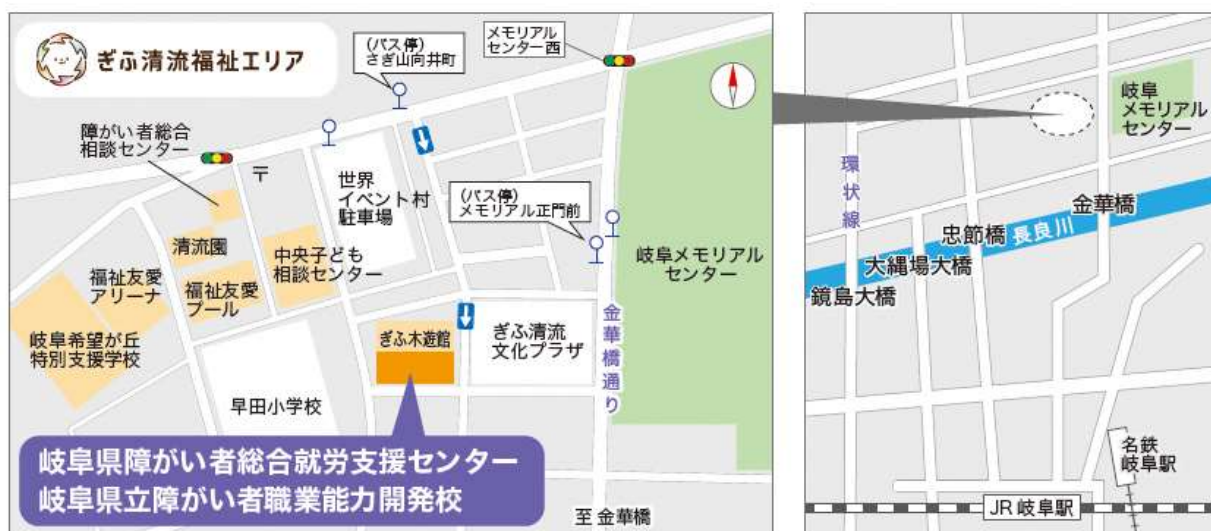 ぎふ清流福祉エリア
(バス停)
さぎ山向井町
メモリアル
センター西
障がい者総合
相談センター
〒
世界
イベント村
駐車場
(バス停)
メモリアル正門前
清流園
中央子ども
相談センター
岐阜メモリアル
センター
福祉友愛
アリーナ
福祉友愛
プール
岐阜希望が丘
特別支援学校
ぎふ木遊館
ぎふ清流
文化プラザ
金華橋通り
早田小学校
岐阜県障がい者総合就労支援センター
岐阜県立障がい者職業能力開発校
至 金華橋
岐阜
メモリアル
センター
環状線
金華橋
忠節橋
長良川
大縄場大橋
鏡島大橋
名鉄
岐阜駅
JR 岐阜駅